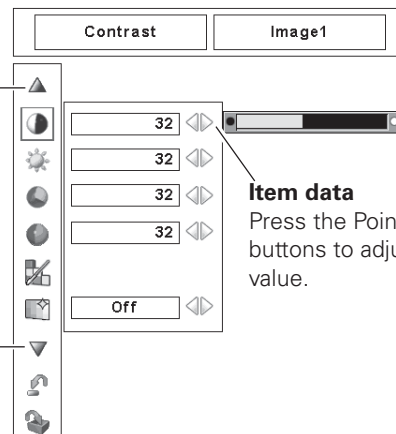 Contrast Image1
32
32
32
32
Off
Item data
Press the Poin
buttons to adju
value.